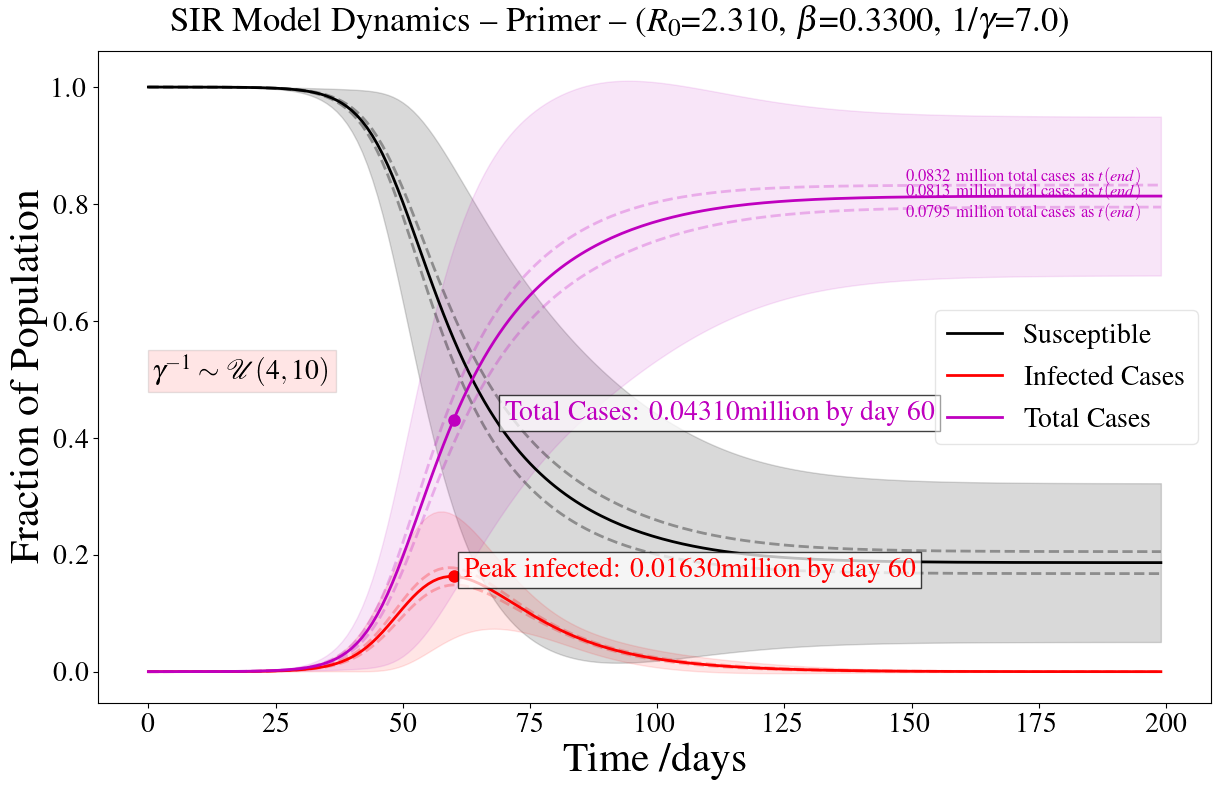 SIR Model Dynamics – Primer – (R₀=2.310, β=0.3300, 1/γ=7.0)
Fraction of Population
1.0
0.8
0.6
0.4
0.2
0.0
0.0832 million total cases as t(end)
0.0813 million total cases as t(end)
0.0795 million total cases as t(end)
Susceptible
Infected Cases
Total Cases
γ⁻¹ ∼ 𝒰(4, 10)
Total Cases: 0.04310million by day 60
Peak infected: 0.01630million by day 60
0 25 50 75 100 125 150 175 200
Time /days